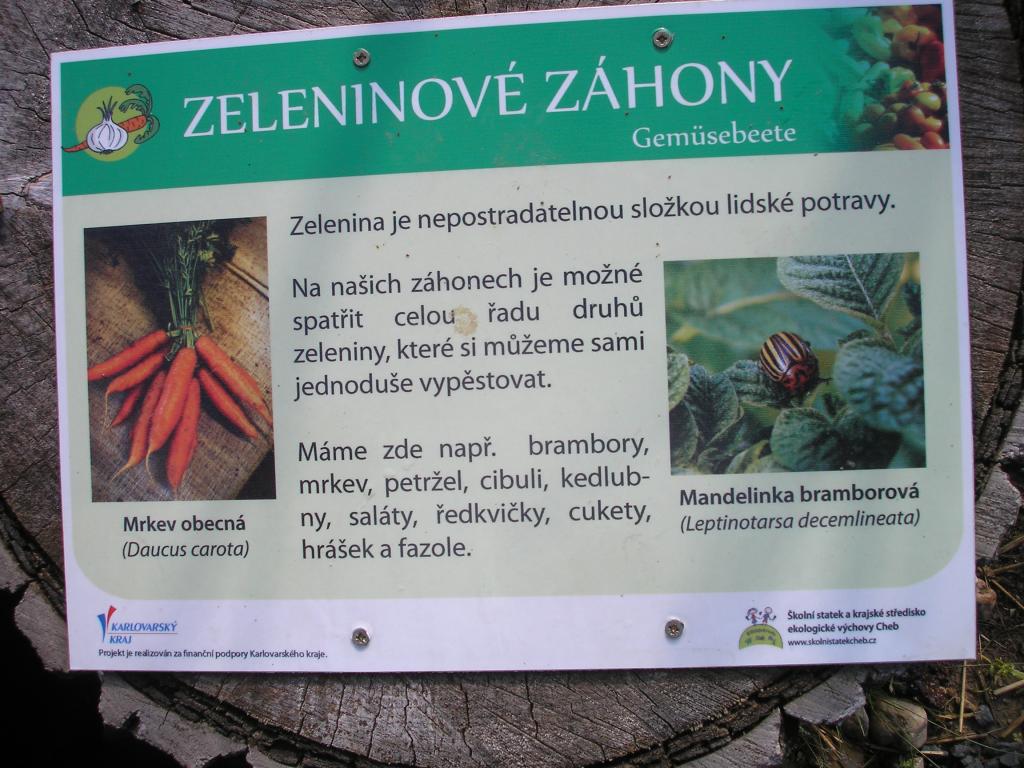 ZELENINOVÉ ZÁHONY
Gemüsebeete
Zelenina je nepostradatelnou složkou lidské potravy.
Na našich záhonech je možné
spatřit celou řadu druhů
zeleniny, které si můžeme sami
jednoduše vypěstovat.
Máme zde např. brambory,
mrkev, petržel, cibuli, kedlub-
ny, saláty, ředkvičky, cukety,
hrášek a fazole.
Mrkev obecná
(Daucus carota)
Mandelinka bramborová
(Leptinotarsa decemlineata)
KARLOVARSKÝ
KRAJ
Projekt je realizován za finanční podpory Karlovarského kraje.
Školní statek a krajské středisko
ekologické výchovy Cheb
www.skolnistatekcheb.cz